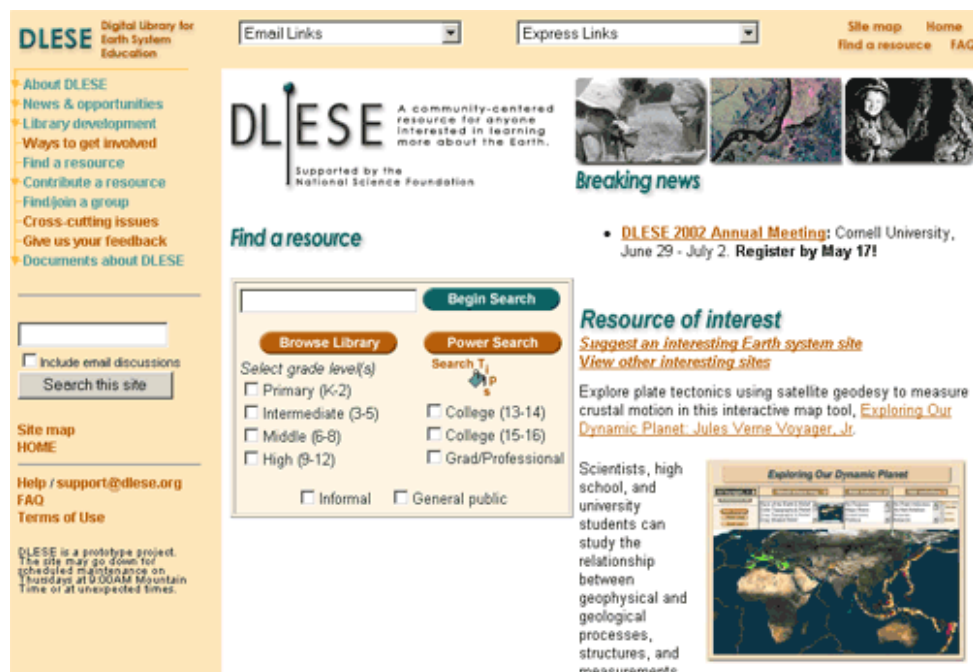 DLESE
Digital Library for
Earth System
Education
Email Links
Express Links
Site map Home
Find a resource FAQ
About DLESE
News & opportunities
Library development
Ways to get involved
Find a resource
Contribute a resource
Find/join a group
Cross-cutting issues
Give us your feedback
Documents about DLESE
Include email discussions
Search this site
Site map
HOME
Help / support@dlese.org
FAQ
Terms of Use
DLESE is a prototype project.
The site may go down for
scheduled maintenance on
Thursdays at 9:00AM Mountain
Time or at unexpected times.
DLESE
A community-centered
resource for anyone
interested in learning
more about the Earth.
Supported by the
National Science Foundation
Find a resource
Begin Search
Browse Library
Power Search
Search Tips
Select grade level(s)
Primary (K-2)
Intermediate (3-5)
Middle (6-8)
High (9-12)
College (13-14)
College (15-16)
Grad/Professional
Informal
General public
Breaking news
• DLESE 2002 Annual Meeting: Cornell University,
June 29 - July 2. Register by May 17!
Resource of interest
Suggest an interesting Earth system site
View other interesting sites
Explore plate tectonics using satellite geodesy to measure
crustal motion in this interactive map tool, Exploring Our
Dynamic Planet: Jules Verne Voyager, Jr.
Scientists, high
school, and
university
students can
study the
relationship
between
geophysical and
geological
processes,
structures, and
measurements
Exploring Our Dynamic Planet